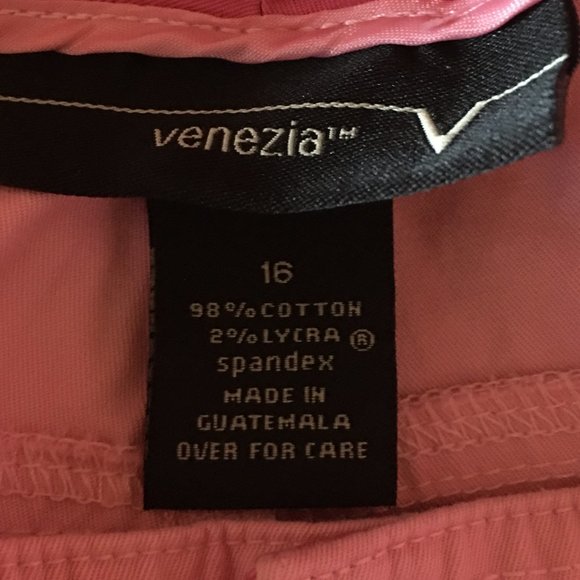 venezia™
16
98%COTTON
2%LYCRA ®
spandex
MADE IN
GUATEMALA
OVER FOR CARE